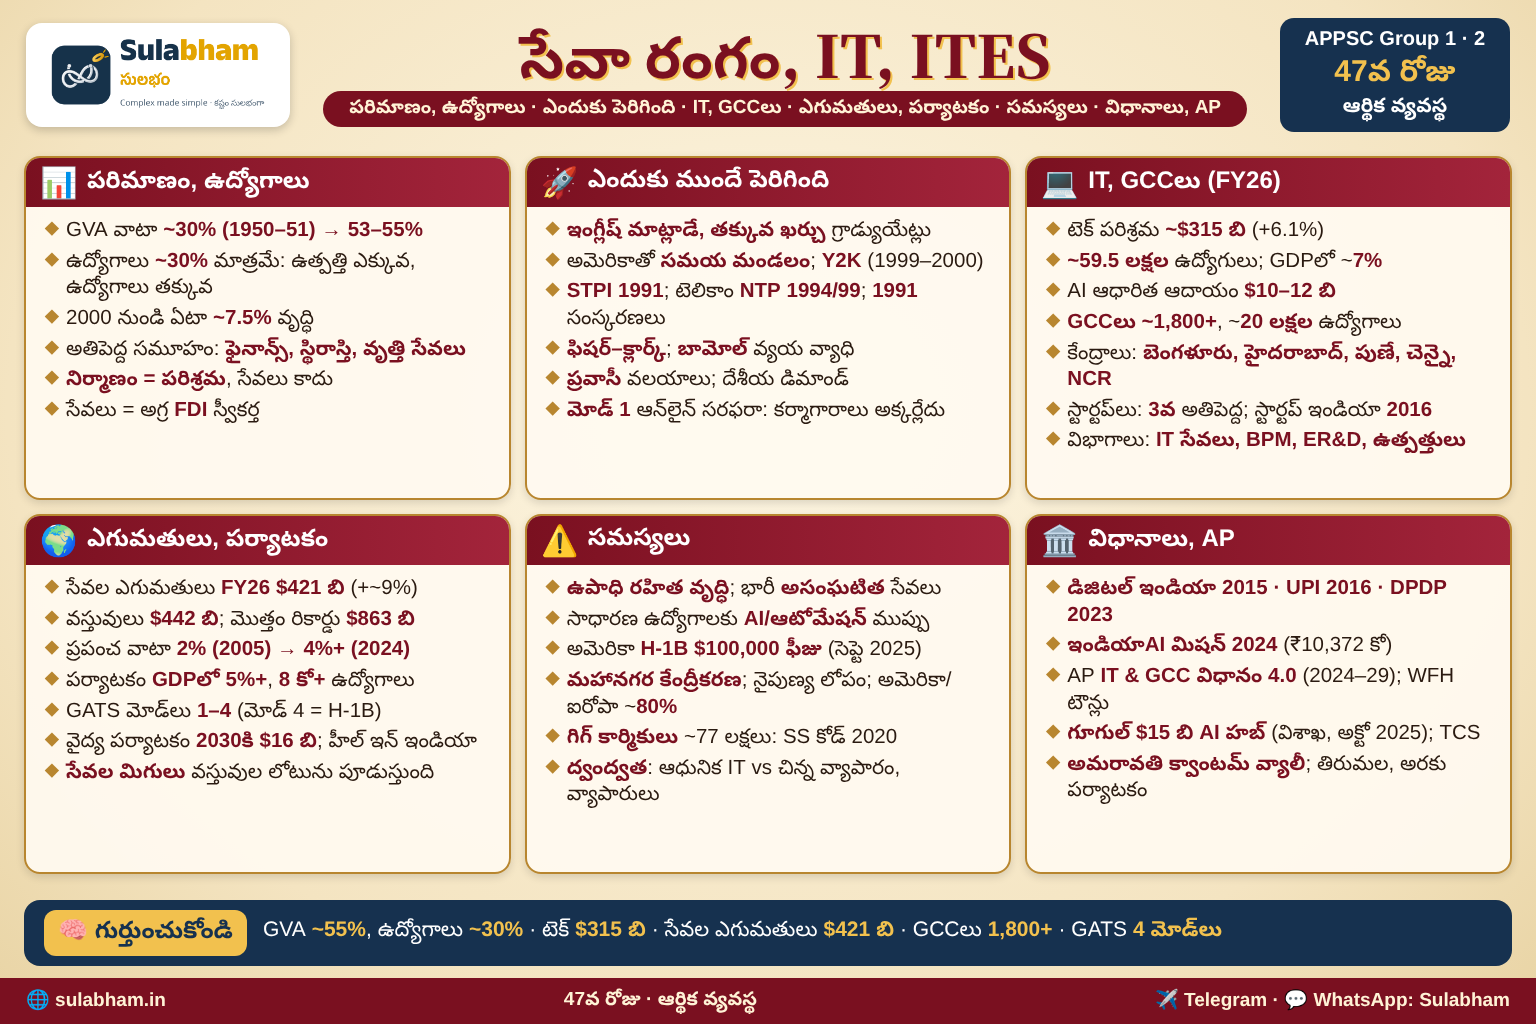 Sulabham
సులభం
Complex made simple · కష్టం సులభంగా
సేవా రంగం, IT, ITES
పరిమాణం, ఉద్యోగాలు · ఎందుకు పెరిగింది · IT, GCCలు · ఎగుమతులు, పర్యాటకం · సమస్యలు · విధానాలు, AP
APPSC Group 1 · 2
47వ రోజు
ఆర్థిక వ్యవస్థ
పరిమాణం, ఉద్యోగాలు
GVA వాటా ~30% (1950–51) → 53–55%
ఉద్యోగాలు ~30% మాత్రమే: ఉత్పత్తి ఎక్కువ,
ఉద్యోగాలు తక్కువ
2000 నుండి ఏటా ~7.5% వృద్ధి
అతిపెద్ద సమూహం: ఫైనాన్స్, స్థిరాస్తి, వృత్తి సేవలు
నిర్మాణం = పరిశ్రమ, సేవలు కాదు
సేవలు = అగ్ర FDI స్వీకర్త
ఎందుకు ముందే పెరిగింది
ఇంగ్లీష్ మాట్లాడే, తక్కువ ఖర్చు గ్రాడ్యుయేట్లు
అమెరికాతో సమయ మండలం; Y2K (1999–2000)
STPI 1991; టెలికాం NTP 1994/99; 1991
సంస్కరణలు
ఫిషర్–క్లార్క్; బామోల్ వ్యయ వ్యాధి
ప్రవాసీ వలయాలు; దేశీయ డిమాండ్
మోడ్ 1 ఆన్‌లైన్ సరఫరా: కర్మాగారాలు అక్కర్లేదు
IT, GCCలు (FY26)
టెక్ పరిశ్రమ ~$315 బి (+6.1%)
~59.5 లక్షల ఉద్యోగులు; GDPలో ~7%
AI ఆధారిత ఆదాయం $10–12 బి
GCCలు ~1,800+, ~20 లక్షల ఉద్యోగాలు
కేంద్రాలు: బెంగళూరు, హైదరాబాద్, పుణే, చెన్నై,
NCR
స్టార్టప్‌లు: 3వ అతిపెద్ద; స్టార్టప్ ఇండియా 2016
విభాగాలు: IT సేవలు, BPM, ER&D, ఉత్పత్తులు
ఎగుమతులు, పర్యాటకం
సేవల ఎగుమతులు FY26 $421 బి (+~9%)
వస్తువులు $442 బి; మొత్తం రికార్డు $863 బి
ప్రపంచ వాటా 2% (2005) → 4%+ (2024)
పర్యాటకం GDPలో 5%+, 8 కో+ ఉద్యోగాలు
GATS మోడ్‌లు 1–4 (మోడ్ 4 = H-1B)
వైద్య పర్యాటకం 2030కి $16 బి; హీల్ ఇన్ ఇండియా
సేవల మిగులు వస్తువుల లోటును పూడుస్తుంది
సమస్యలు
ఉపాధి రహిత వృద్ధి; భారీ అసంఘటిత సేవలు
సాధారణ ఉద్యోగాలకు AI/ఆటోమేషన్ ముప్పు
అమెరికా H-1B $100,000 ఫీజు (సెప్టె 2025)
మహానగర కేంద్రీకరణ; నైపుణ్య లోపం; అమెరికా/
ఐరోపా ~80%
గిగ్ కార్మికులు ~77 లక్షలు: SS కోడ్ 2020
ద్వంద్వత: ఆధునిక IT vs చిన్న వ్యాపారం,
వ్యాపారులు
విధానాలు, AP
డిజిటల్ ఇండియా 2015 · UPI 2016 · DPDP
2023
ఇండియాAI మిషన్ 2024 (₹10,372 కో)
AP IT & GCC విధానం 4.0 (2024–29); WFH
టౌన్లు
గూగుల్ $15 బి AI హబ్ (విశాఖ, అక్టో 2025); TCS
అమరావతి క్వాంటమ్ వ్యాలీ; తిరుమల, అరకు
పర్యాటకం
గుర్తుంచుకోండి
GVA ~55%, ఉద్యోగాలు ~30% · టెక్ $315 బి · సేవల ఎగుమతులు $421 బి · GCCలు 1,800+ · GATS 4 మోడ్‌లు
sulabham.in
47వ రోజు · ఆర్థిక వ్యవస్థ
Telegram · WhatsApp: Sulabham